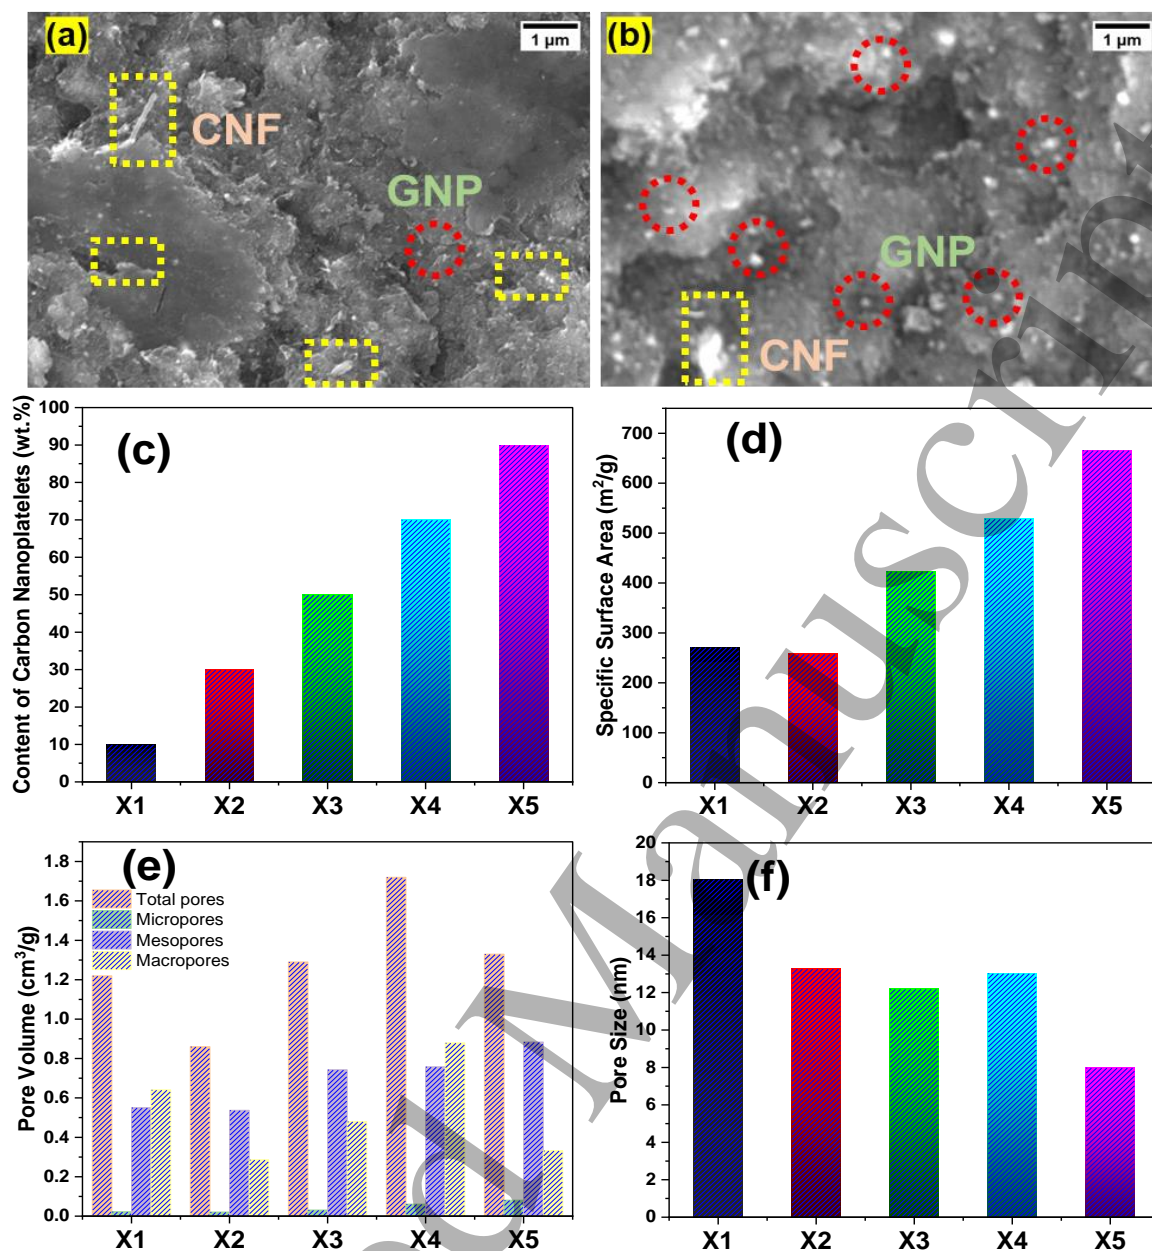 (a)
1 µm
CNF
GNP
(b)
1 µm
GNP
CNF
(c)
Content of Carbon Nanoplatelets (wt.%)
100
90
80
70
60
50
40
30
20
10
0
X1 X2 X3 X4 X5
(d)
Specific Surface Area (m²/g)
700
600
500
400
300
200
100
0
X1 X2 X3 X4 X5
(e)
Total pores
Micropores
Mesopores
Macropores
Pore Volume (cm³/g)
1.8
1.6
1.4
1.2
1.0
0.8
0.6
0.4
0.2
0.0
X1 X2 X3 X4 X5
(f)
Pore Size (nm)
20
18
16
14
12
10
8
6
4
2
0
X1 X2 X3 X4 X5
d Manuscript